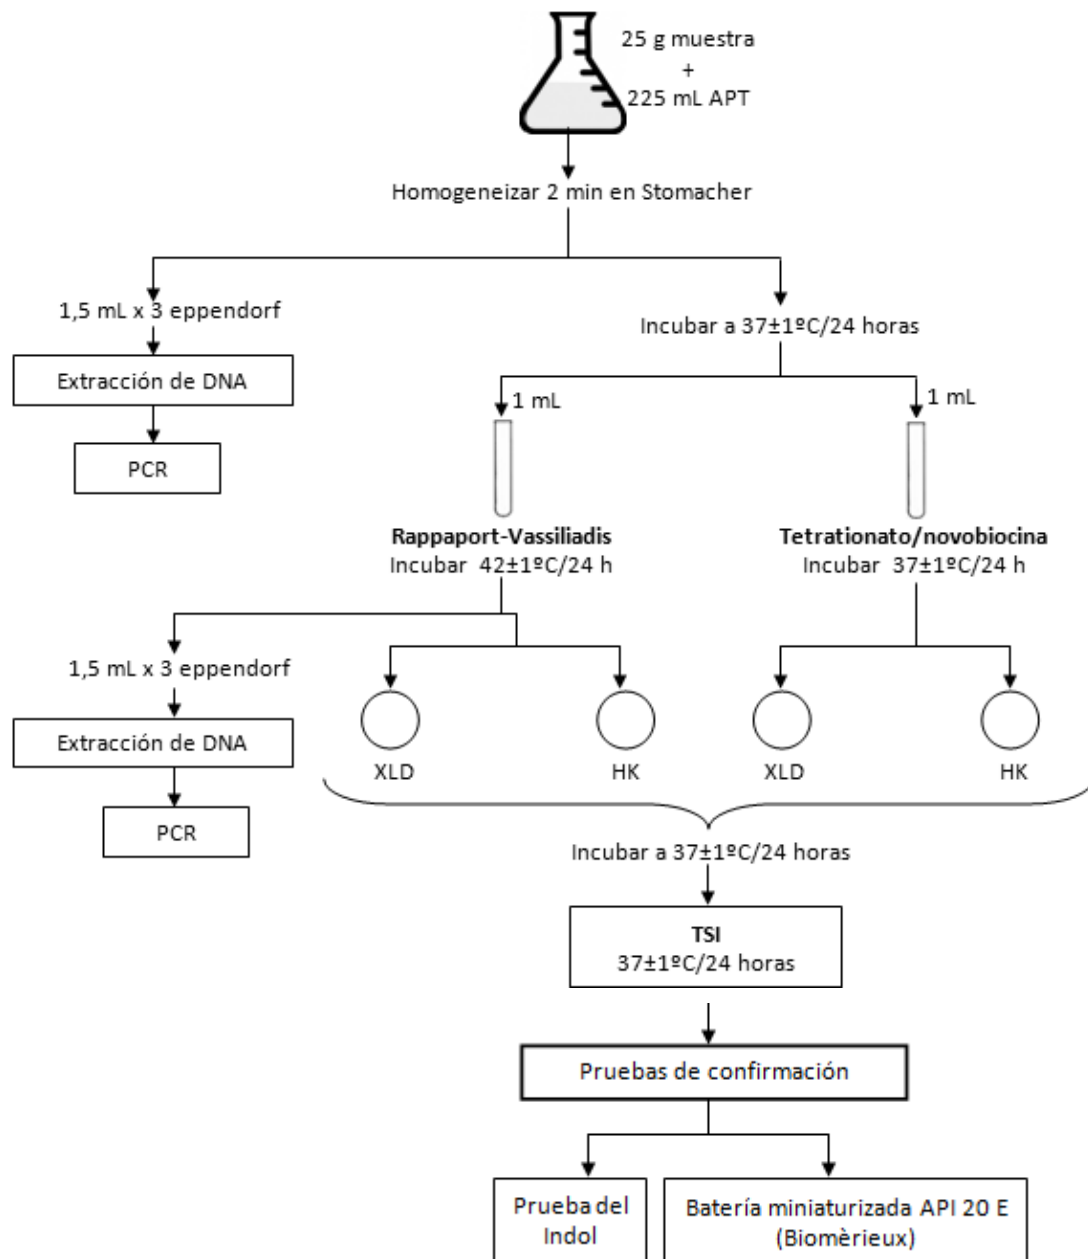 25 g muestra
+
225 mL APT
Homogeneizar 2 min en Stomacher
1,5 mL x 3 eppendorf
Incubar a 37±1ºC/24 horas
Extracción de DNA
PCR
1 mL
1 mL
Rappaport-Vassiliadis
Incubar 42±1ºC/24 h
Tetrationato/novobiocina
Incubar 37±1ºC/24 h
1,5 mL x 3 eppendorf
Extracción de DNA
PCR
XLD
HK
XLD
HK
Incubar a 37±1ºC/24 horas
TSI
37±1ºC/24 horas
Pruebas de confirmación
Prueba del
Indol
Batería miniaturizada API 20 E
(Biomèrieux)